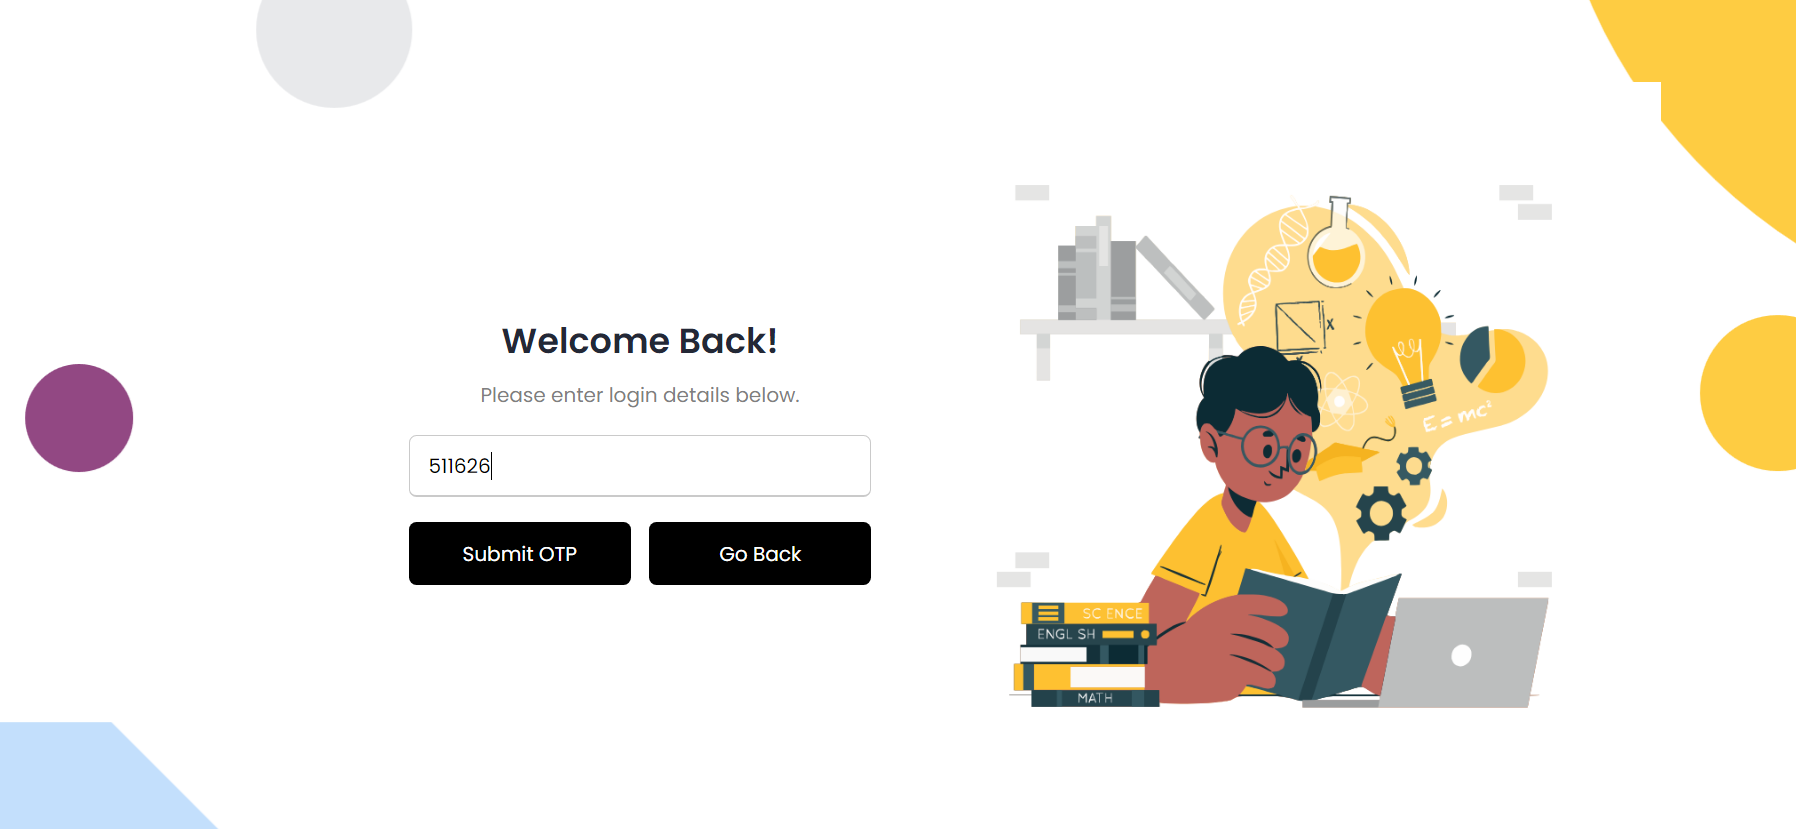 Welcome Back!
Please enter login details below.
511626
Submit OTP
Go Back
X
E = mc²
SC ENCE
ENGL SH
MATH